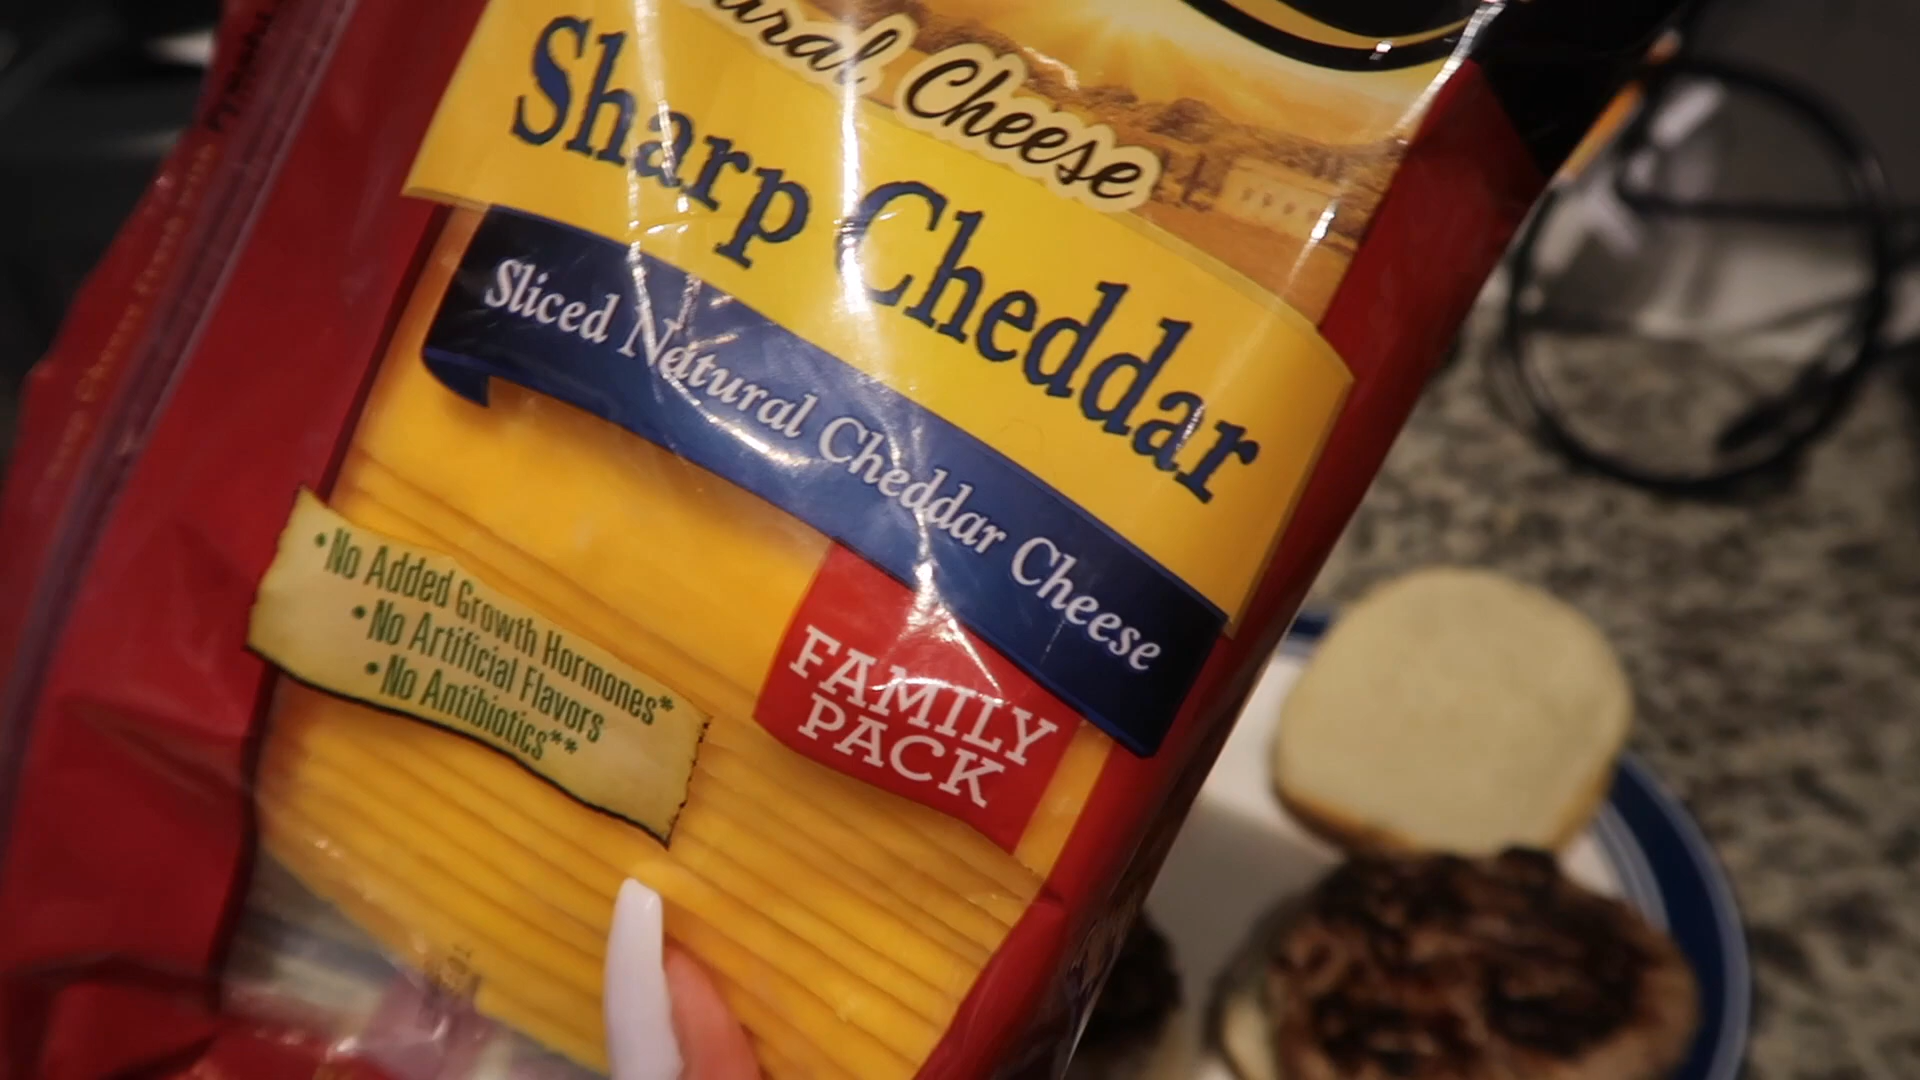 Cheese
Sharp Cheddar
Sliced Natural Cheddar Cheese
•No Added Growth Hormones*
•No Artificial Flavors
•No Antibiotics**
FAMILY
PACK